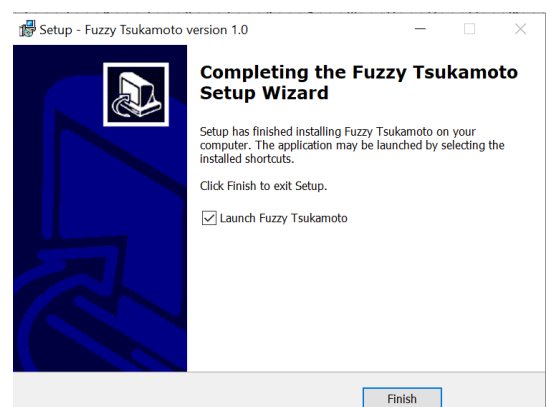 Setup - Fuzzy Tsukamoto version 1.0
Completing the Fuzzy Tsukamoto
Setup Wizard
Setup has finished installing Fuzzy Tsukamoto on your
computer. The application may be launched by selecting the
installed shortcuts.
Click Finish to exit Setup.
Launch Fuzzy Tsukamoto
Finish